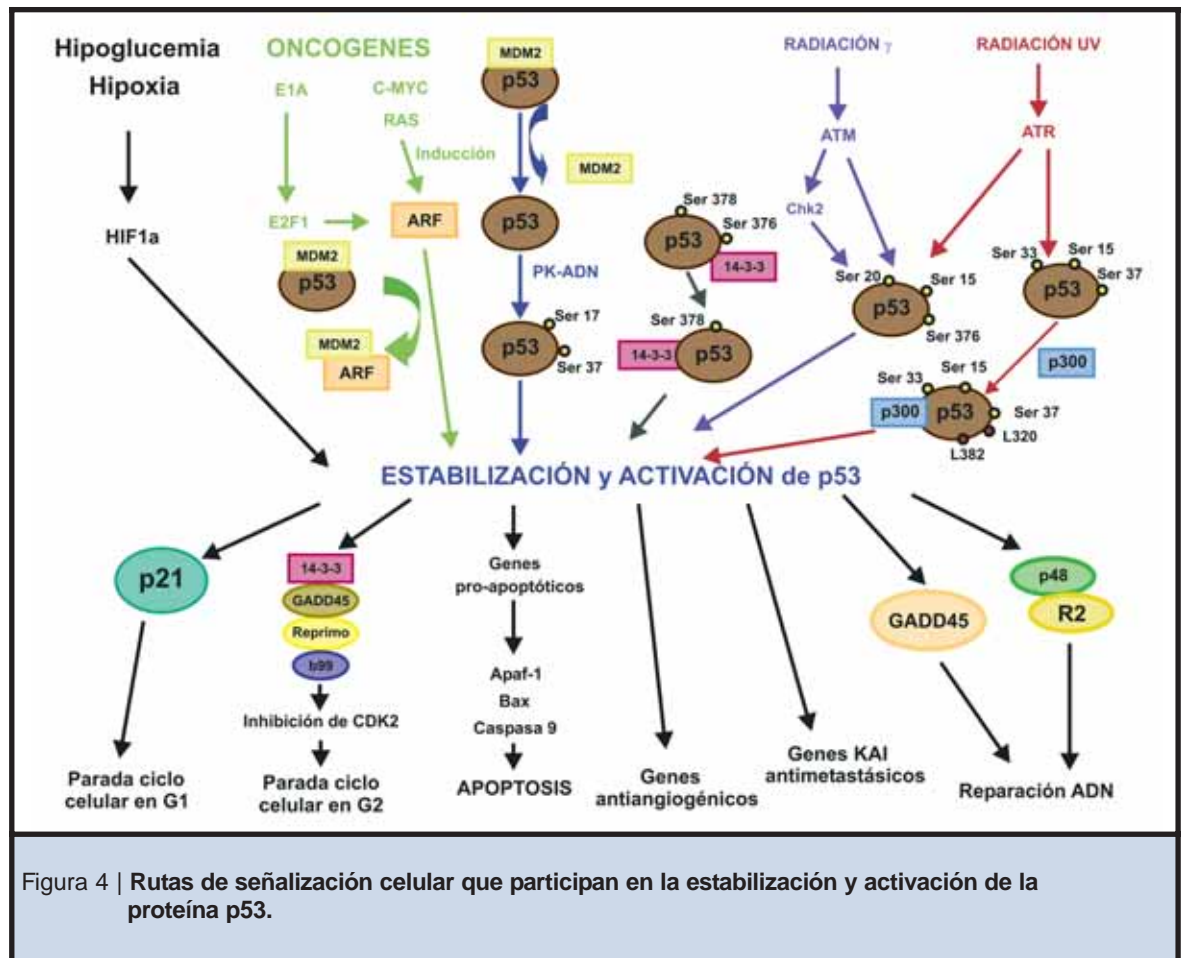 Hipoglucemia
Hipoxia
HIF1a
ONCOGENES
E1A
C-MYC
RAS
Inducción
E2F1
ARF
MDM2
p53
MDM2
ARF
MDM2
p53
MDM2
p53
PK-ADN
p53
Ser 17
Ser 37
Ser 378
Ser 376
p53
14-3-3
Ser 378
14-3-3
p53
RADIACIÓN γ
ATM
Chk2
Ser 20
Ser 15
p53
Ser 376
RADIACIÓN UV
ATR
Ser 33
Ser 15
p53
Ser 37
p300
Ser 33
Ser 15
p300
p53
Ser 37
L320
L382
ESTABILIZACIÓN y ACTIVACIÓN de p53
p21
Parada ciclo
celular en G1
14-3-3
GADD45
Reprimo
b99
Inhibición de CDK2
Parada ciclo
celular en G2
Genes
pro-apoptóticos
Apaf-1
Bax
Caspasa 9
APOPTOSIS
Genes
antiangiogénicos
Genes KAI
antimetastásicos
GADD45
p48
R2
Reparación ADN
Figura 4 | Rutas de señalización celular que participan en la estabilización y activación de la
proteína p53.